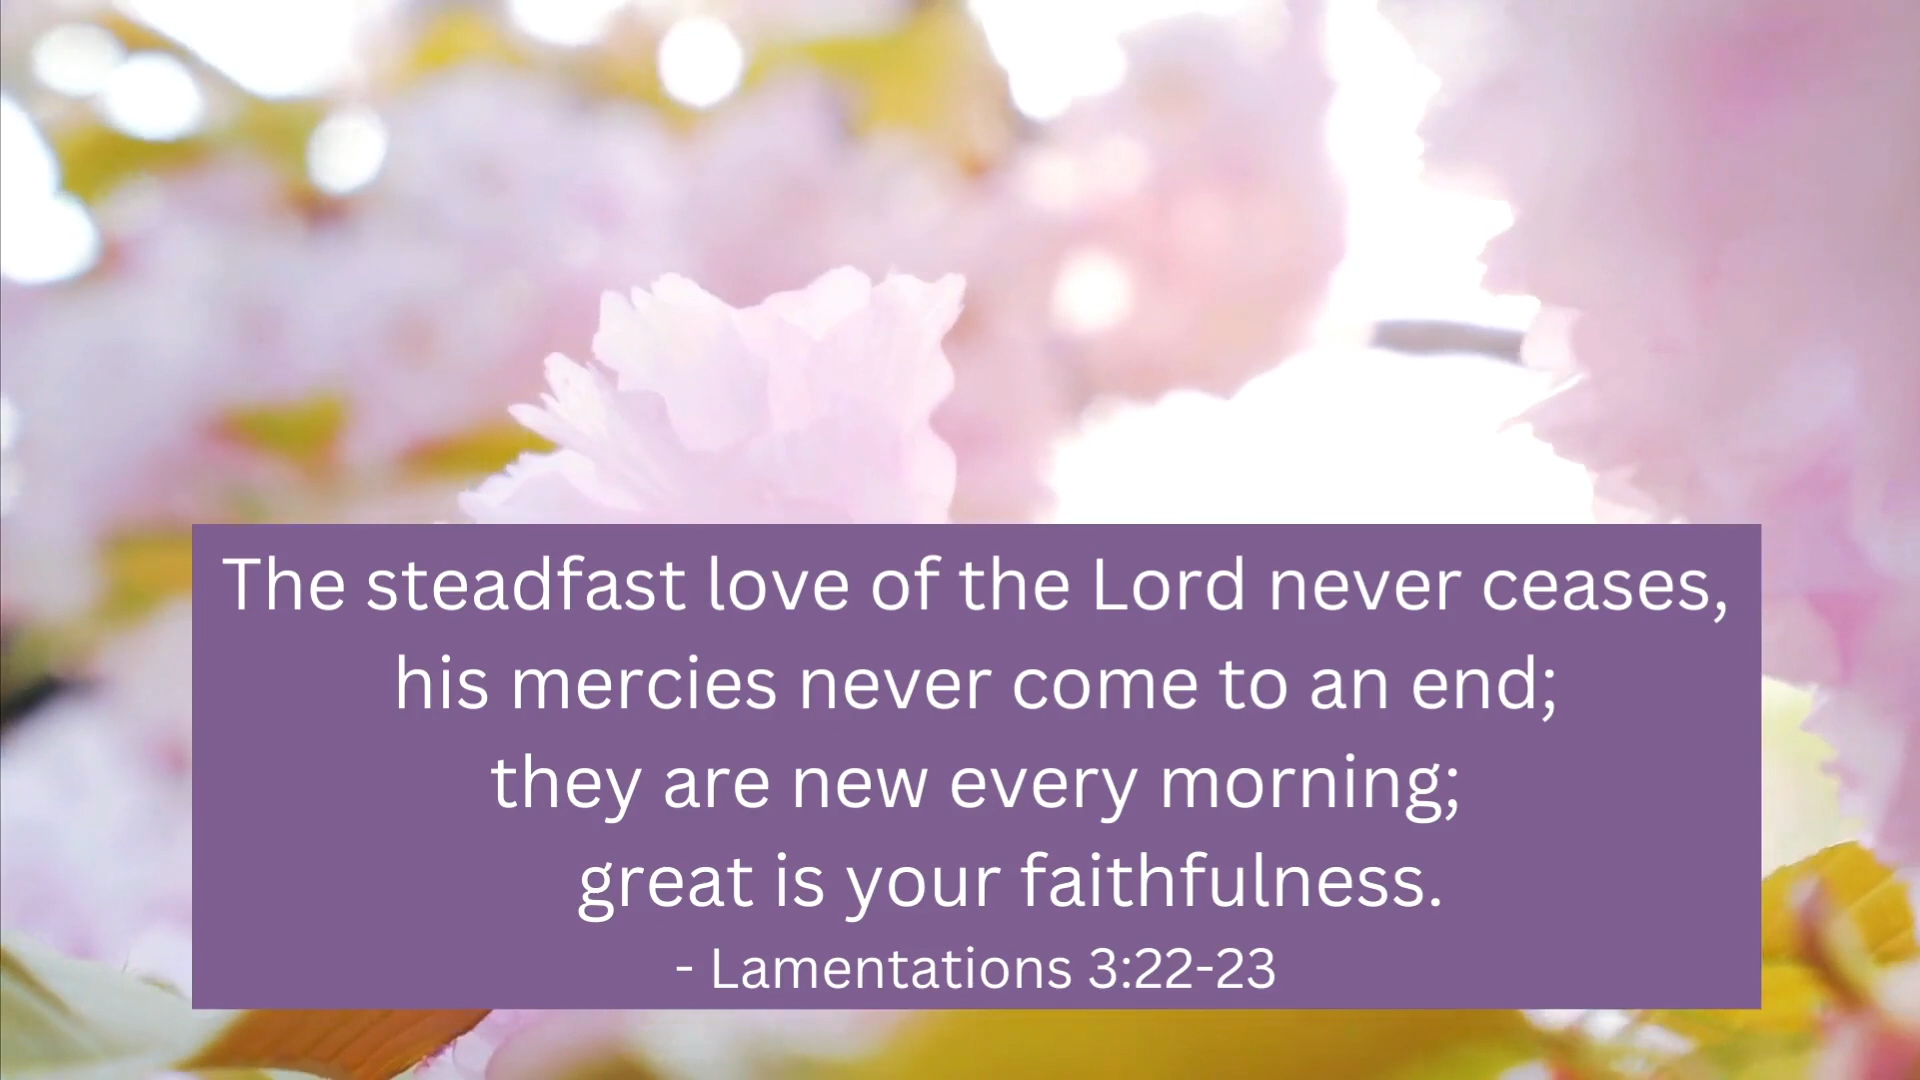 The steadfast love of the Lord never ceases,
his mercies never come to an end;
they are new every morning;
great is your faithfulness.
- Lamentations 3:22-23